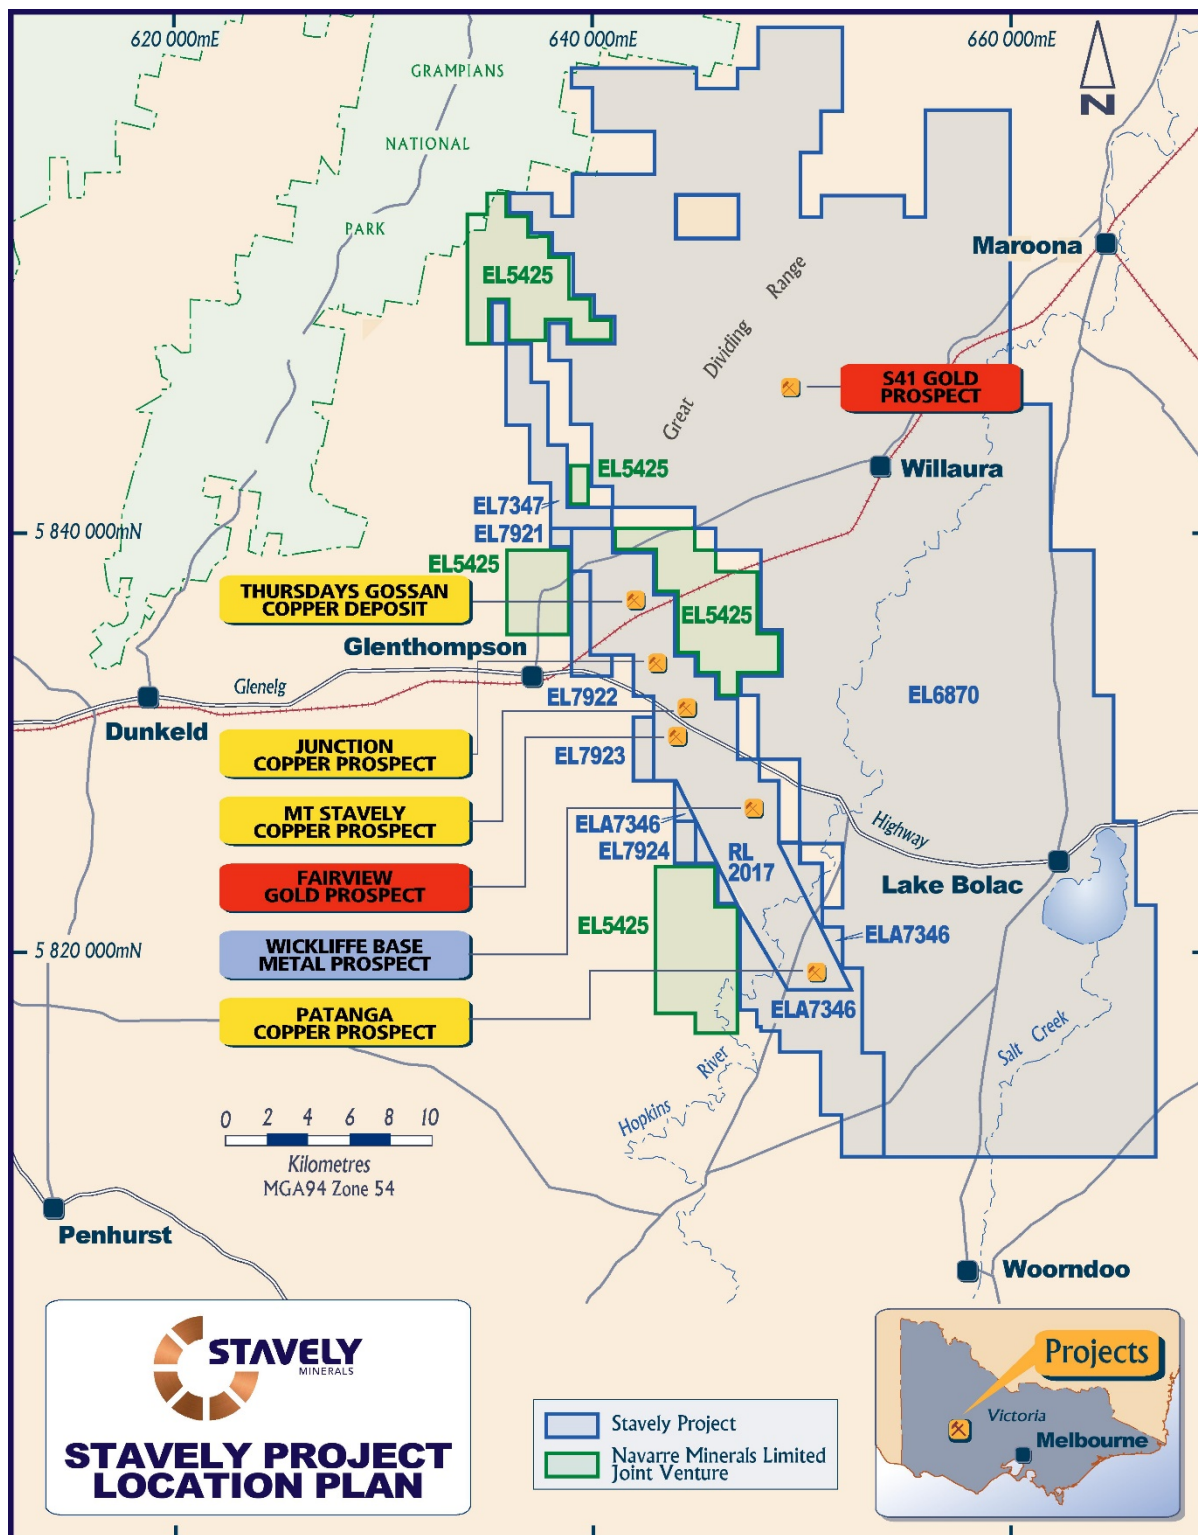 620 000mE
640 000mE
660 000mE
GRAMPIANS
NATIONAL
PARK
N
Maroona
EL5425
Great Dividing Range
S41 GOLD
PROSPECT
EL5425
Willaura
EL7347
EL7921
5 840 000mN
EL5425
THURSDAYS GOSSAN
COPPER DEPOSIT
EL5425
Glenthompson
Glenelg
EL7922
EL6870
Dunkeld
JUNCTION
COPPER PROSPECT
EL7923
MT STAVELY
COPPER PROSPECT
ELA7346
Highway
EL7924
RL
2017
Lake Bolac
FAIRVIEW
GOLD PROSPECT
EL5425
ELA7346
WICKLIFFE BASE
METAL PROSPECT
5 820 000mN
PATANGA
COPPER PROSPECT
ELA7346
Salt Creek
Hopkins River
0 2 4 6 8 10
Kilometres
MGA94 Zone 54
Penhurst
Woorndoo
STAVELY
MINERALS
STAVELY PROJECT
LOCATION PLAN
Stavely Project
Navarre Minerals Limited
Joint Venture
Projects
Victoria
Melbourne